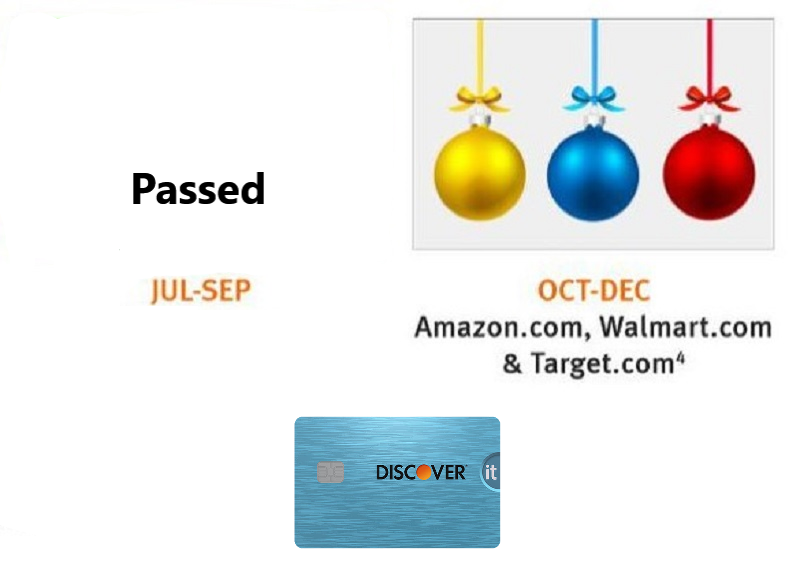 Passed
JUL-SEP
OCT-DEC
Amazon.com, Walmart.com
& Target.com⁴
DISCOVER it